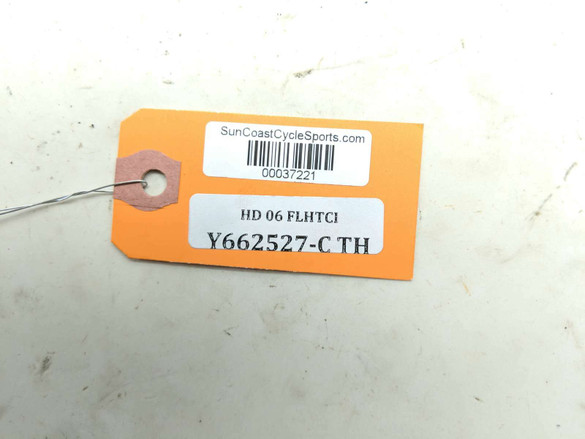 SunCoastCycleSports.com
00037221
HD 06 FLHTCI
Y662527-C TH